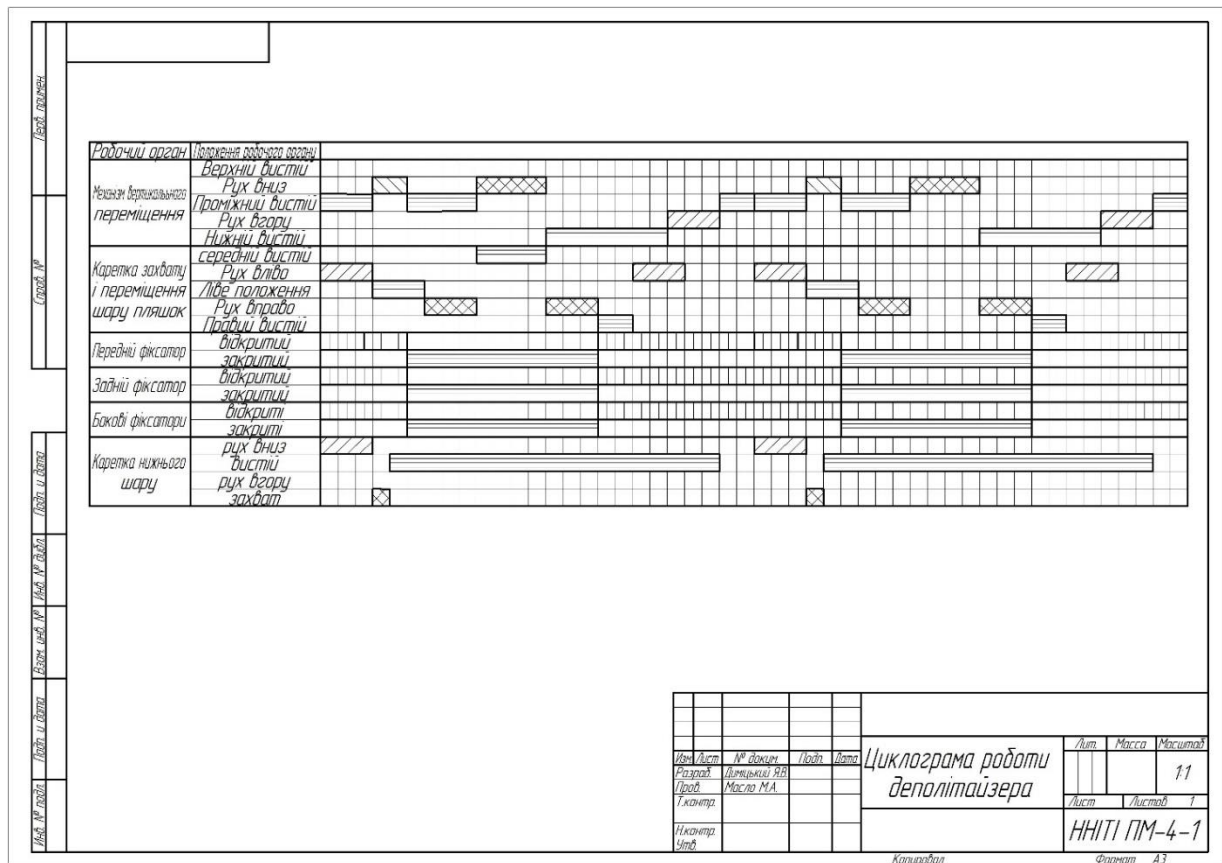 Перв. примен.
Справ. №
Подп. и дата
Инв. № дубл.
Взам. инв. №
Подп. и дата
Инв. № подл.
Робочий орган Положення робочого органу
Механізм вертикального
переміщення
Верхній вистій
Рух вниз
Проміжний вистій
Рух вгору
Нижній вистій
Каретка захвату
і переміщення
шару пляшок
середній вистій
Рух вліво
Ліве положення
Рух вправо
Правий вистій
Передній фіксатор
відкритий
закритий
Задній фіксатор
відкритий
закритий
Бокові фіксатори
відкриті
закриті
Каретка нижнього
шару
рух вниз
вистій
рух вгору
захват
Изм. Лист № докум. Подп. Дата
Разраб. Димицький Я.В.
Пров. Масло М.А.
Т.контр.
Н.контр.
Утв.
Циклограма роботи
деполітайзера
Лит. Масса Масштаб
1:1
Лист Листов 1
ННІТІ ПМ-4-1
Копировал Формат А3